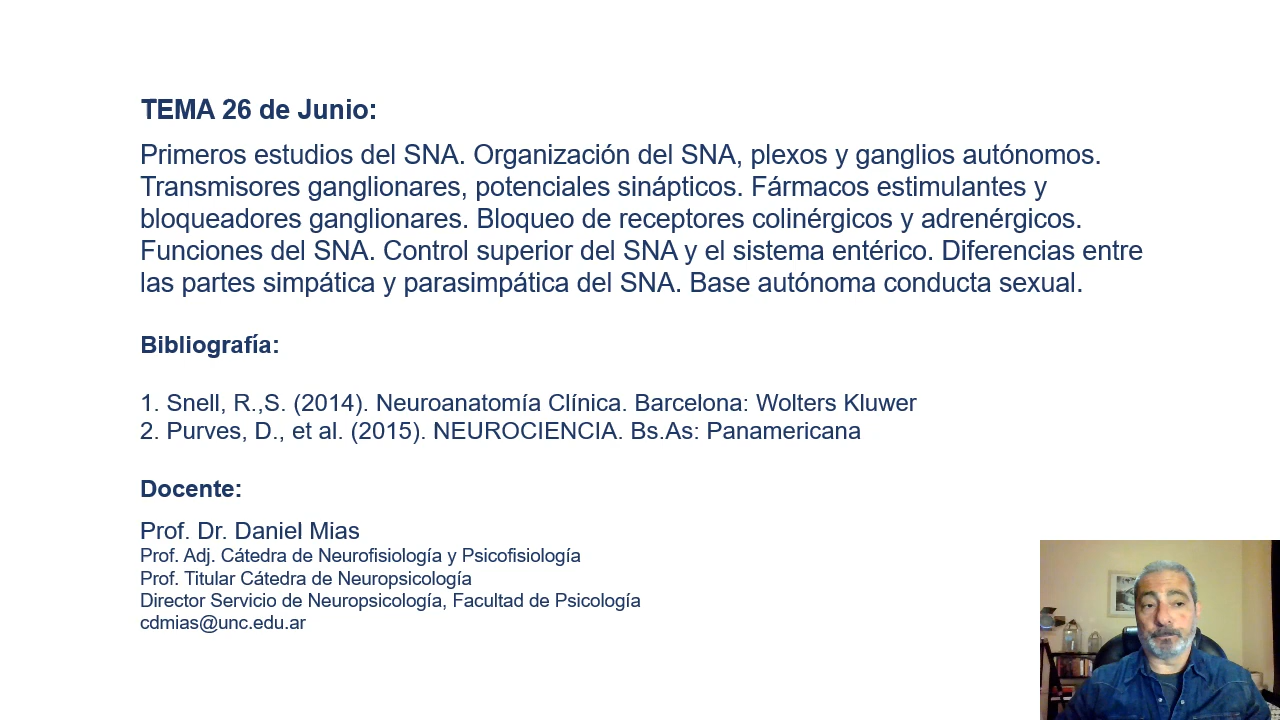 TEMA 26 de Junio:
Primeros estudios del SNA. Organización del SNA, plexos y ganglios autónomos.
Transmisores ganglionares, potenciales sinápticos. Fármacos estimulantes y
bloqueadores ganglionares. Bloqueo de receptores colinérgicos y adrenérgicos.
Funciones del SNA. Control superior del SNA y el sistema entérico. Diferencias entre
las partes simpática y parasimpática del SNA. Base autónoma conducta sexual.
Bibliografía:
1. Snell, R.,S. (2014). Neuroanatomía Clínica. Barcelona: Wolters Kluwer
2. Purves, D., et al. (2015). NEUROCIENCIA. Bs.As: Panamericana
Docente:
Prof. Dr. Daniel Mias
Prof. Adj. Cátedra de Neurofisiología y Psicofisiología
Prof. Titular Cátedra de Neuropsicología
Director Servicio de Neuropsicología, Facultad de Psicología
cdmias@unc.edu.ar